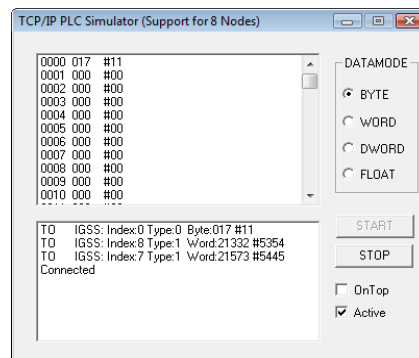 TCP/IP PLC Simulator (Support for 8 Nodes)
0000 017 #11
0001 000 #00
0002 000 #00
0003 000 #00
0004 000 #00
0005 000 #00
0006 000 #00
0007 000 #00
0008 000 #00
0009 000 #00
0010 000 #00
DATAMODE
BYTE
WORD
DWORD
FLOAT
TO IGSS: Index:0 Type:0 Byte:017 #11
TO IGSS: Index:8 Type:1 Word:21332 #5354
TO IGSS: Index:7 Type:1 Word:21573 #5445
Connected
START
STOP
OnTop
Active